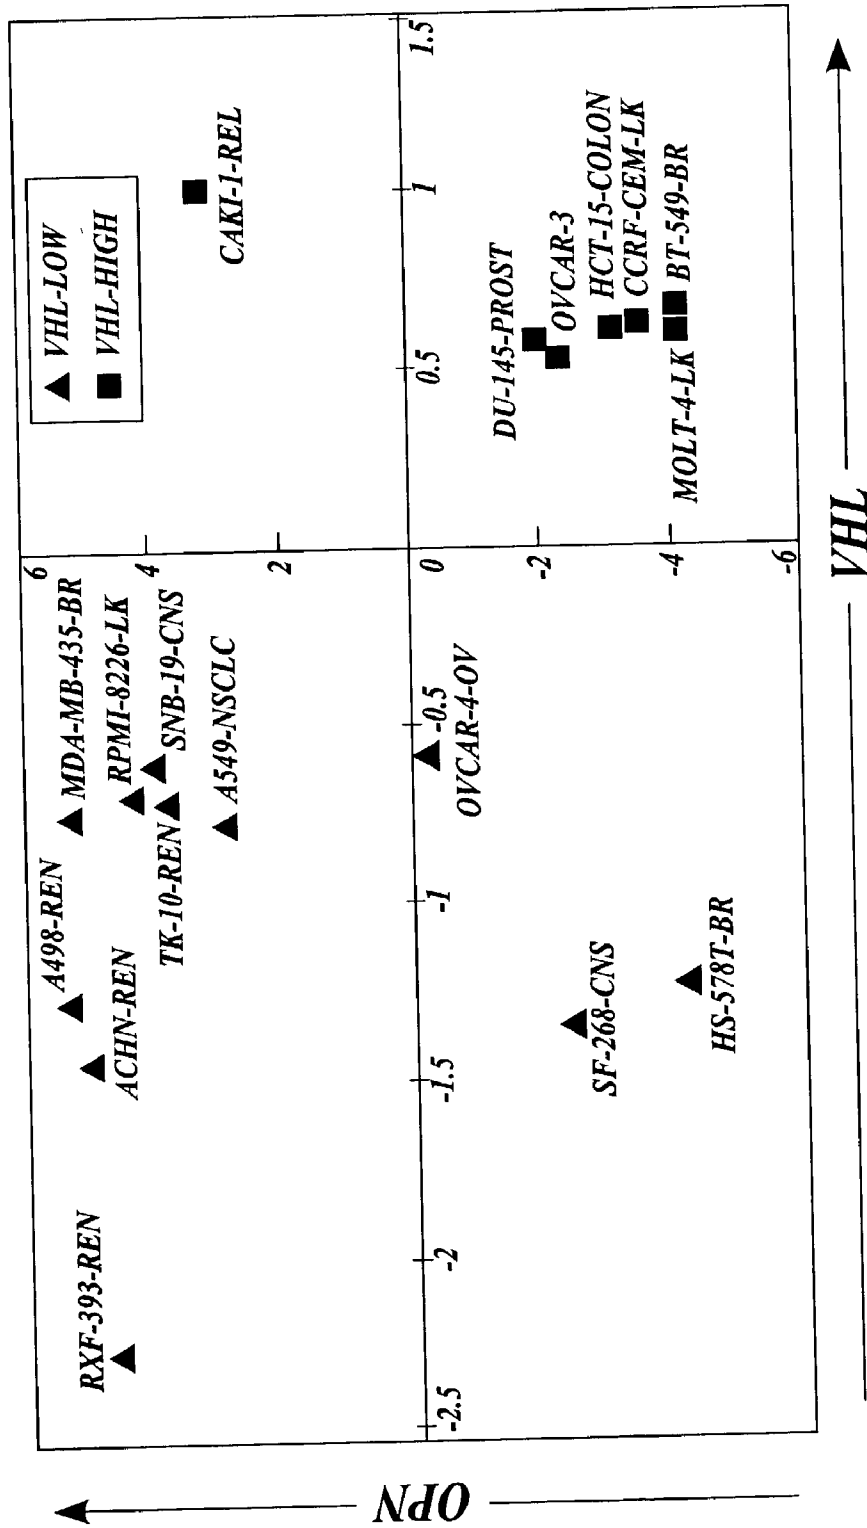 VHL-LOW
VHL-HIGH
CAKI-1-REL
MDA-MB-435-BR
A498-REN
RPMI-8226-LK
ACHN-REN
SNB-19-CNS
TK-10-REN
RXF-393-REN
A549-NSCLC
6
4
2
0
-2
-4
-6
-2.5
-2
-1.5
-1
-0.5
0.5
1
1.5
OVCAR-4-OV
DU-145-PROST
OVCAR-3
HCT-15-COLON
CCRF-CEM-LK
BT-549-BR
MOLT-4-LK
SF-268-CNS
HS-578T-BR
OPN
VHL